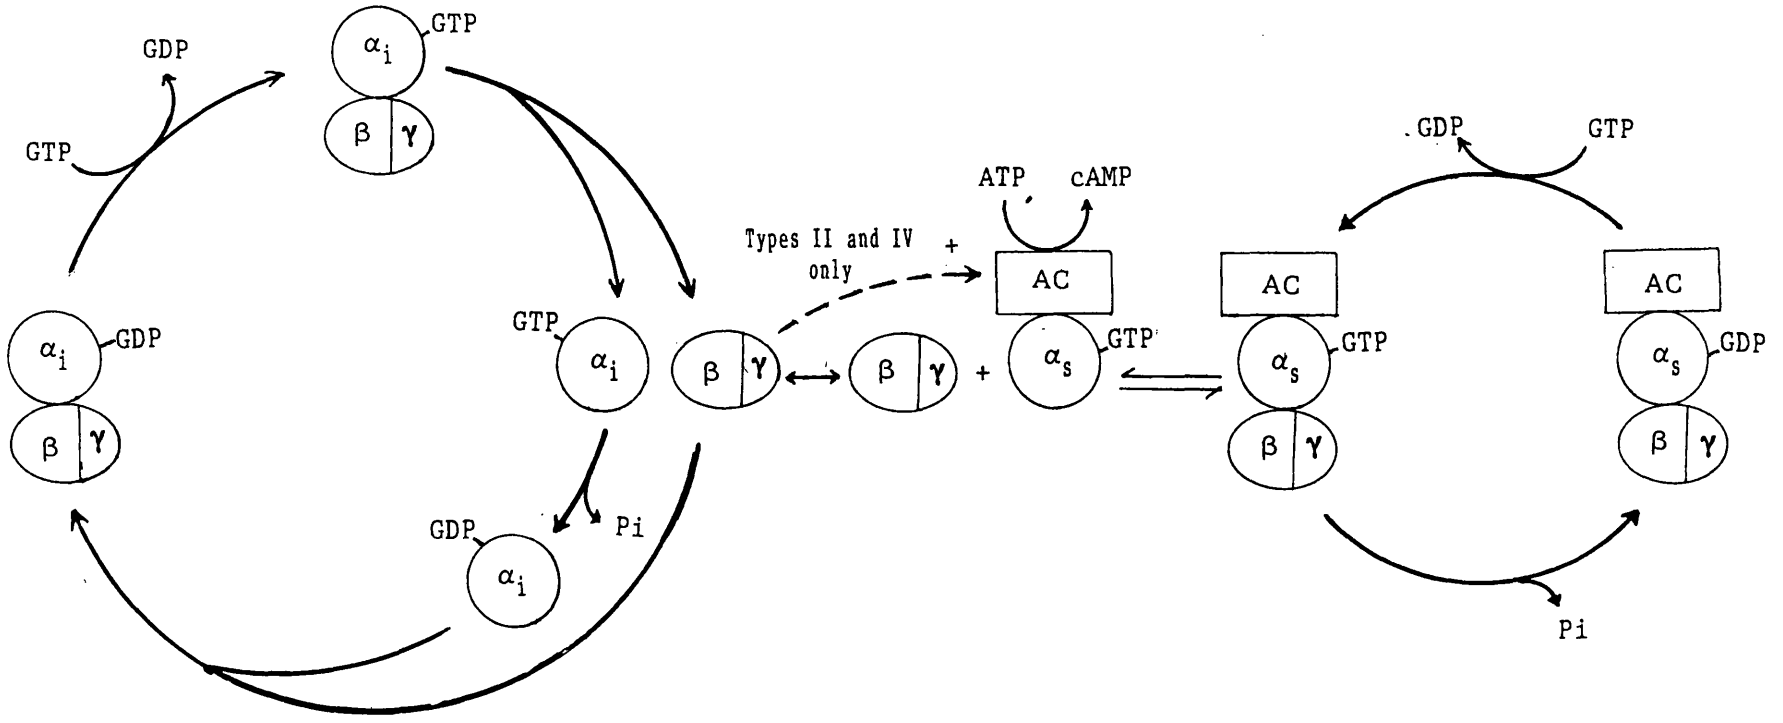 GDP
GTP
αi
GTP
β γ
αi
GDP
β γ
GTP
αi
β γ
Types II and IV
only
+
β γ
+
ATP
cAMP
AC
αs
GTP
GDP
αi
Pi
GDP
GTP
AC
αs
GTP
β γ
AC
αs
GDP
β γ
Pi